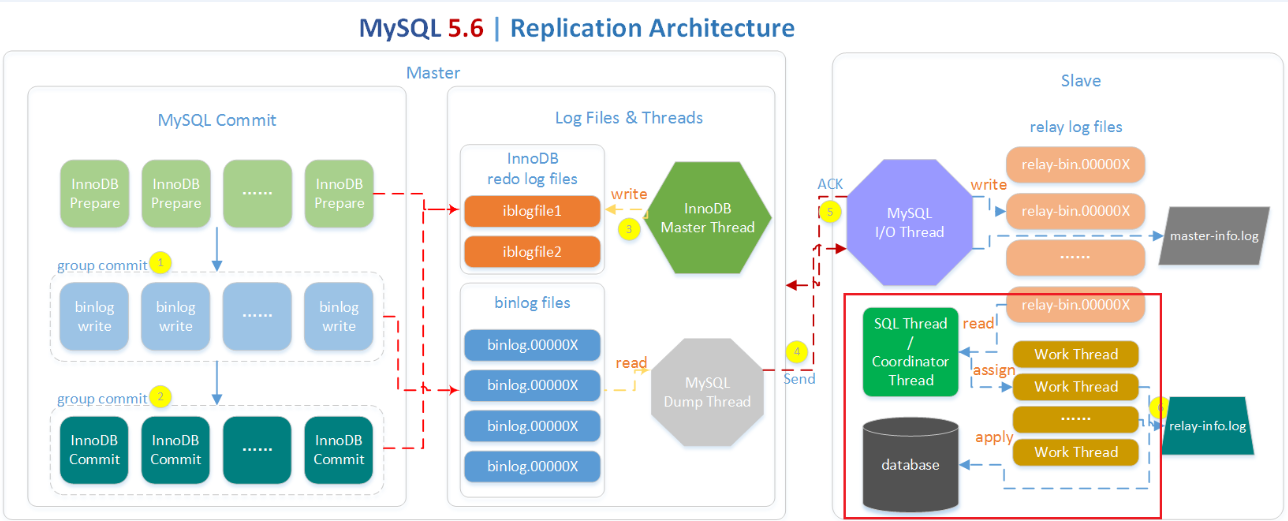 MySQL 5.6 | Replication Architecture
Master
MySQL Commit
InnoDB
Prepare
InnoDB
Prepare
......
InnoDB
Prepare
group commit
1
binlog
write
binlog
write
......
binlog
write
group commit
2
InnoDB
Commit
InnoDB
Commit
......
InnoDB
Commit
Log Files & Threads
InnoDB
redo log files
iblogfile1
iblogfile2
write
3
InnoDB
Master Thread
binlog files
binlog.00000X
binlog.00000X
binlog.00000X
binlog.00000X
read
MySQL
Dump Thread
4
Send
ACK
5
Slave
MySQL
I/O Thread
write
relay log files
relay-bin.00000X
relay-bin.00000X
......
relay-bin.00000X
master-info.log
SQL Thread
/
Coordinator
Thread
read
assign
Work Thread
Work Thread
......
Work Thread
apply
database
relay-info.log